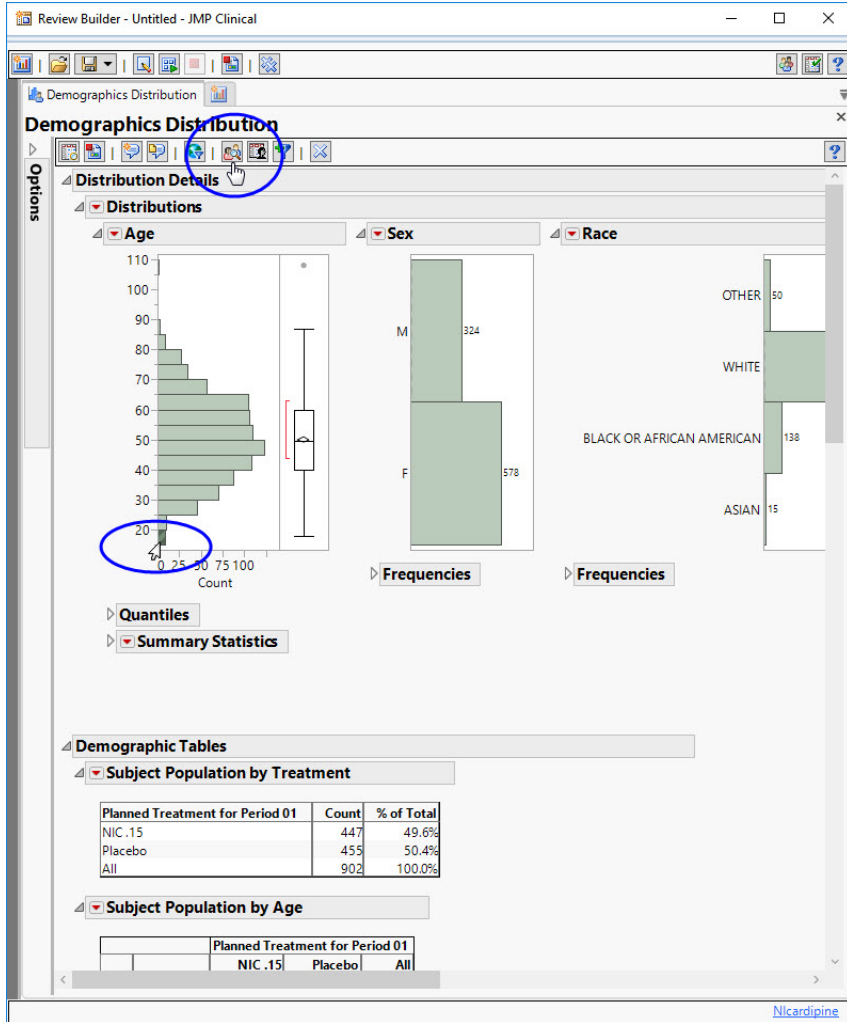 Review Builder - Untitled - JMP Clinical
Demographics Distribution
Demographics Distribution
Options
Distribution Details
Distributions
Age
Sex
Race
110
100
90
80
70
60
50
40
30
20
0 25 50 75 100
Count
M
324
F
578
OTHER
50
WHITE
BLACK OR AFRICAN AMERICAN
138
ASIAN
15
Frequencies
Frequencies
Quantiles
Summary Statistics
Demographic Tables
Subject Population by Treatment
Planned Treatment for Period 01 Count % of Total
NIC .15 447 49.6%
Placebo 455 50.4%
All 902 100.0%
Subject Population by Age
Planned Treatment for Period 01
NIC .15 Placebo All
NIcardipine